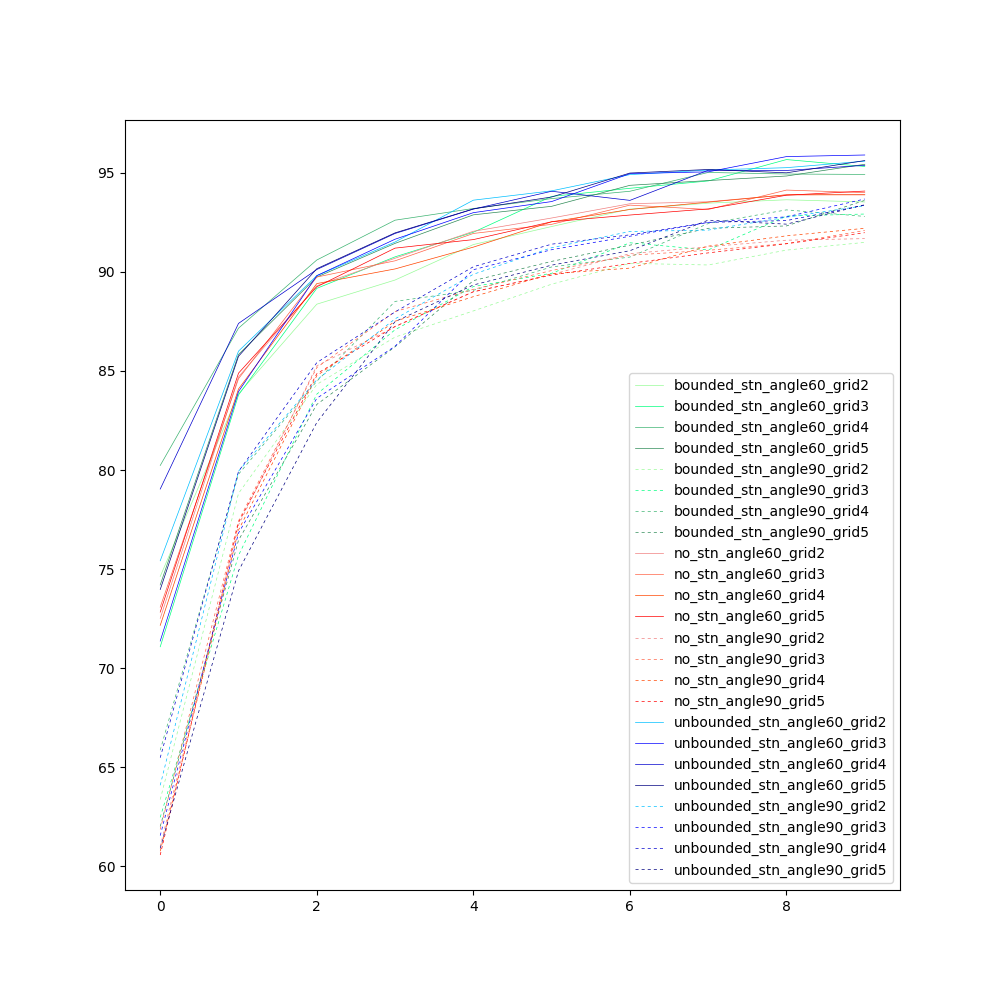 95
90
85
80
75
70
65
60
0
2
4
6
8
bounded_stn_angle60_grid2
bounded_stn_angle60_grid3
bounded_stn_angle60_grid4
bounded_stn_angle60_grid5
bounded_stn_angle90_grid2
bounded_stn_angle90_grid3
bounded_stn_angle90_grid4
bounded_stn_angle90_grid5
no_stn_angle60_grid2
no_stn_angle60_grid3
no_stn_angle60_grid4
no_stn_angle60_grid5
no_stn_angle90_grid2
no_stn_angle90_grid3
no_stn_angle90_grid4
no_stn_angle90_grid5
unbounded_stn_angle60_grid2
unbounded_stn_angle60_grid3
unbounded_stn_angle60_grid4
unbounded_stn_angle60_grid5
unbounded_stn_angle90_grid2
unbounded_stn_angle90_grid3
unbounded_stn_angle90_grid4
unbounded_stn_angle90_grid5